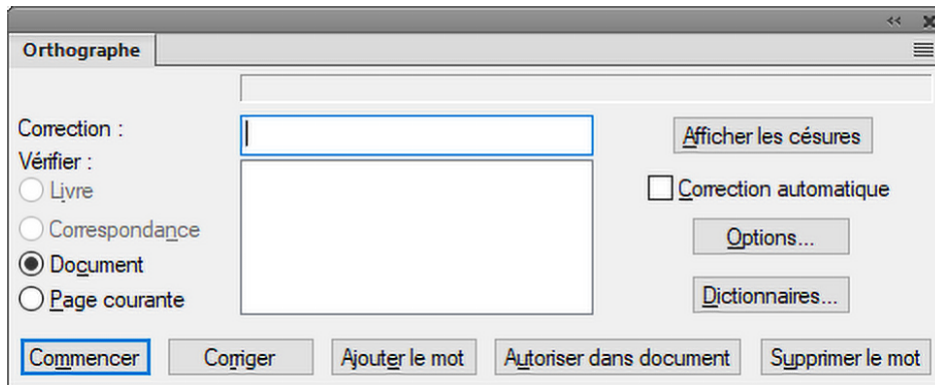 Orthographe
Correction :
Afficher les césures
Vérifier :
Livre
Correction automatique
Correspondance
Options...
Document
Page courante
Dictionnaires...
Commencer
Corriger
Ajouter le mot
Autoriser dans document
Supprimer le mot